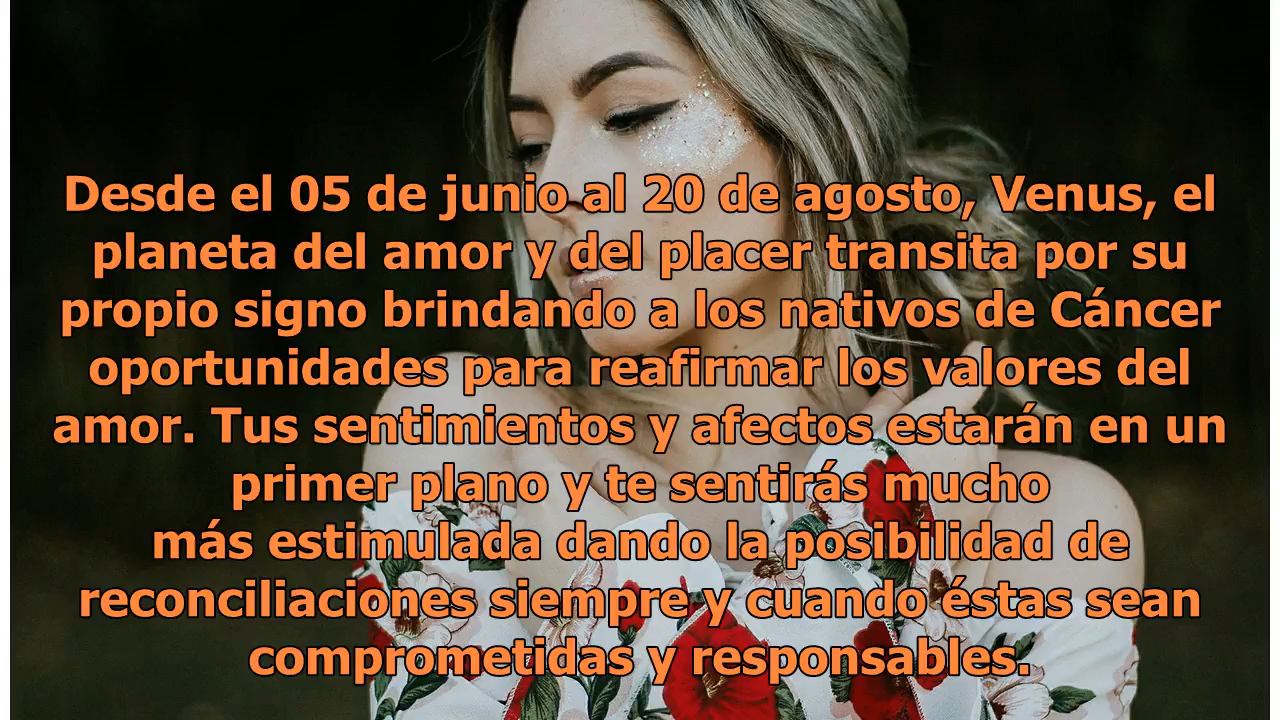 Desde el 05 de junio al 20 de agosto, Venus, el
planeta del amor y del placer transita por su
propio signo brindando a los nativos de Cáncer
oportunidades para reafirmar los valores del
amor. Tus sentimientos y afectos estarán en un
primer plano y te sentirás mucho
más estimulada dando la posibilidad de
reconciliaciones siempre y cuando éstas sean
comprometidas y responsables.